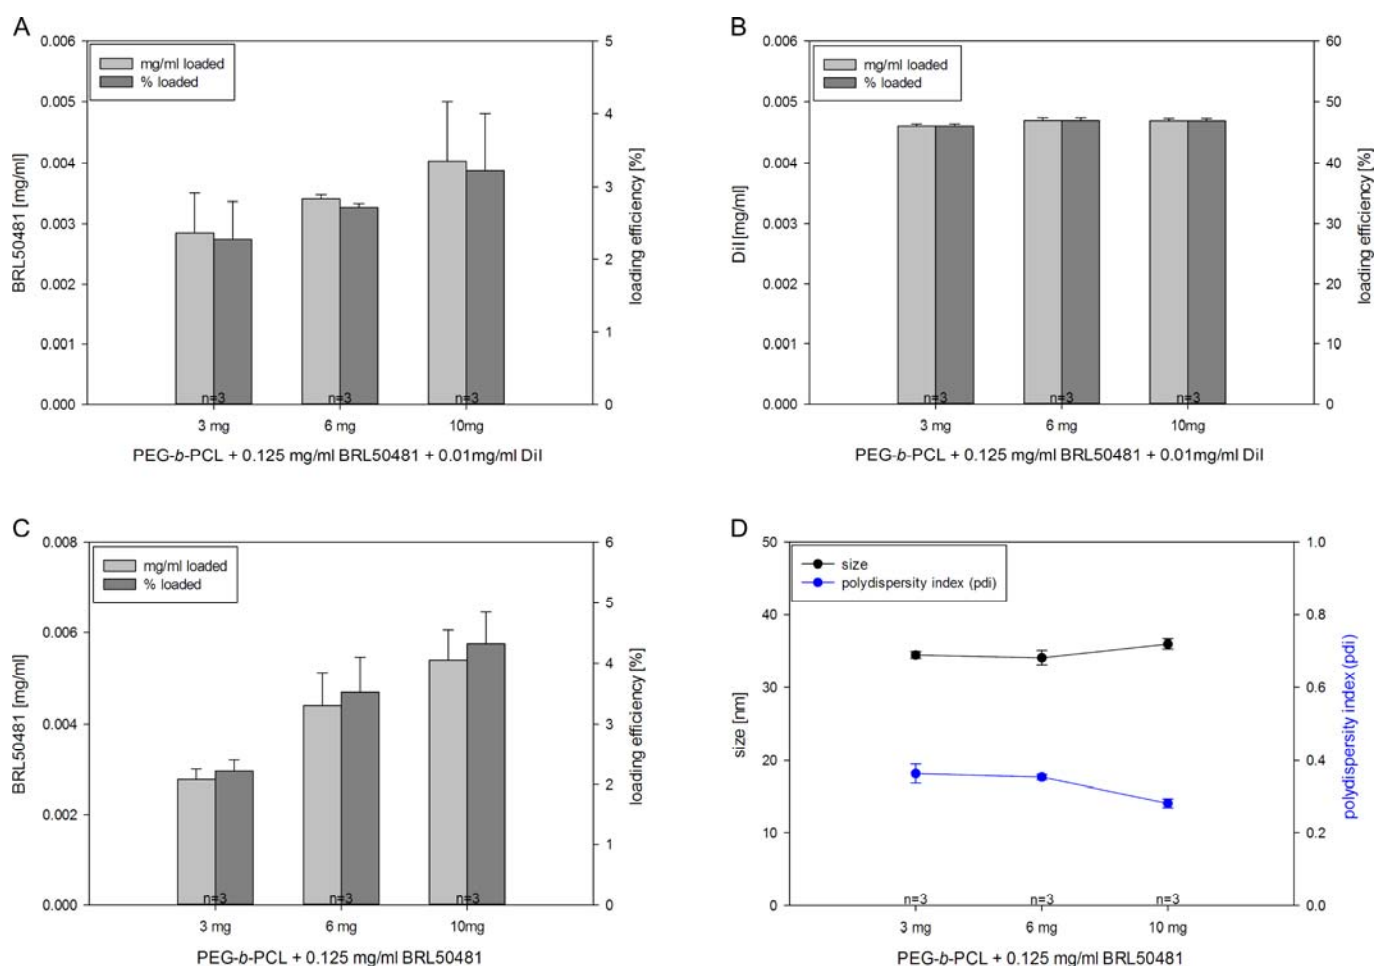 A
0.006
0.005
0.004
0.003
0.002
0.001
0.000
BRL50481 [mg/ml]
mg/ml loaded
% loaded
5
4
3
2
1
0
loading efficiency [%]
n=3
n=3
n=3
3 mg
6 mg
10mg
PEG-b-PCL + 0.125 mg/ml BRL50481 + 0.01mg/ml DiI
B
0.006
0.005
0.004
0.003
0.002
0.001
0.000
DiI [mg/ml]
mg/ml loaded
% loaded
60
50
40
30
20
10
0
loading efficiency [%]
n=3
n=3
n=3
3 mg
6 mg
10mg
PEG-b-PCL + 0.125 mg/ml BRL50481 + 0.01mg/ml DiI
C
0.008
0.006
0.004
0.002
0.000
BRL50481 [mg/ml]
mg/ml loaded
% loaded
6
5
4
3
2
1
0
loading efficiency [%]
n=3
n=3
n=3
3 mg
6 mg
10mg
PEG-b-PCL + 0.125 mg/ml BRL50481
D
50
40
30
20
10
0
size [nm]
size
polydispersity index (pdi)
1.0
0.8
0.6
0.4
0.2
0.0
polydispersity index (pdi)
n=3
n=3
n=3
3 mg
6 mg
10 mg
PEG-b-PCL + 0.125 mg/ml BRL50481